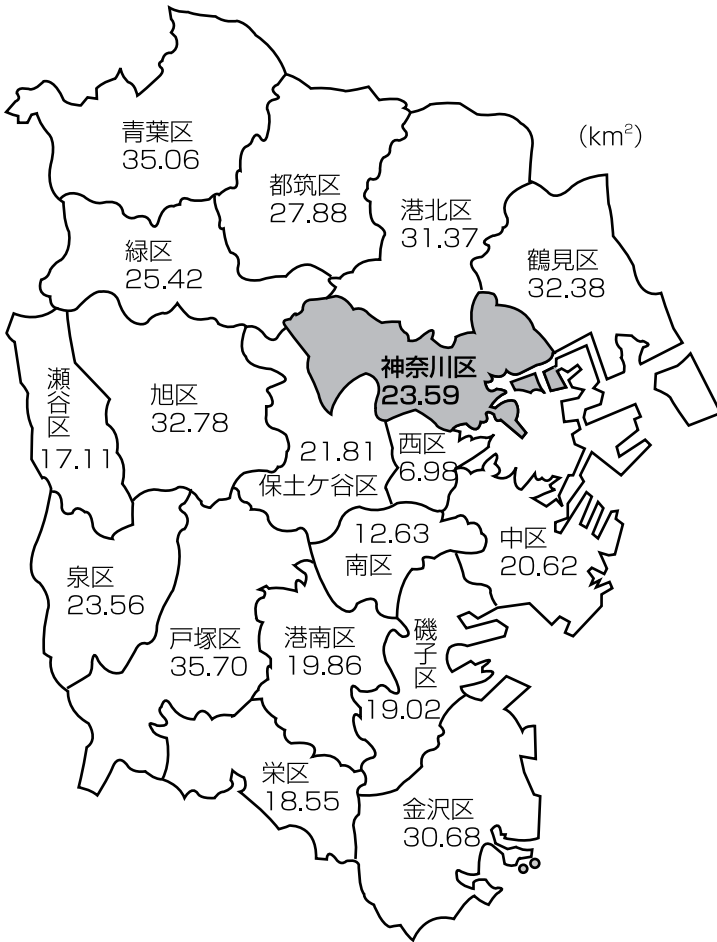 青葉区
35.06
都筑区
27.88
(km²)
港北区
31.37
鶴見区
32.38
緑区
25.42
神奈川区
23.59
瀬谷区
17.11
旭区
32.78
21.81
保土ケ谷区
西区
6.98
12.63
南区
中区
20.62
泉区
23.56
戸塚区
35.70
港南区
19.86
磯子区
19.02
栄区
18.55
金沢区
30.68